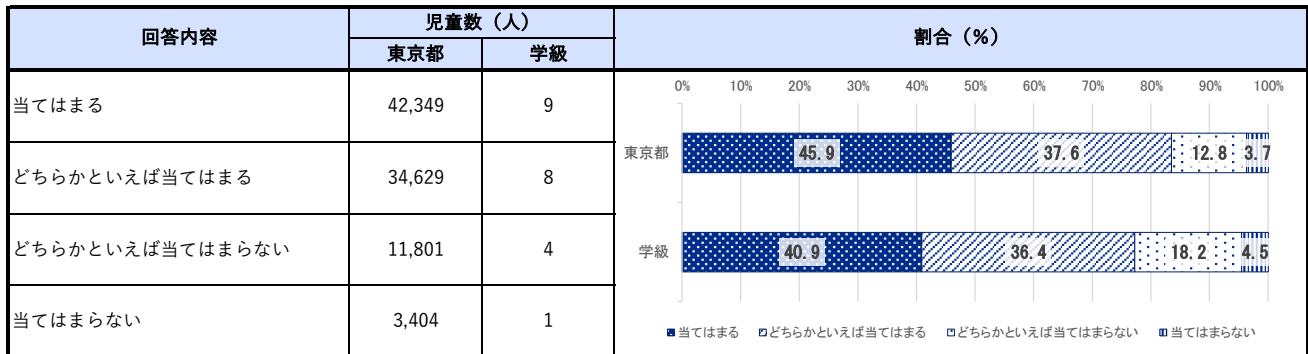 回答内容 児童数（人） 割合（%）
東京都 学級
当てはまる 42,349 9
どちらかといえば当てはまる 34,629 8
どちらかといえば当てはまらない 11,801 4
当てはまらない 3,404 1
0% 10% 20% 30% 40% 50% 60% 70% 80% 90% 100%
東京都 45.9 37.6 12.8 3.7
学級 40.9 36.4 18.2 4.5
当てはまる どちらかといえば当てはまる どちらかといえば当てはまらない 当てはまらない